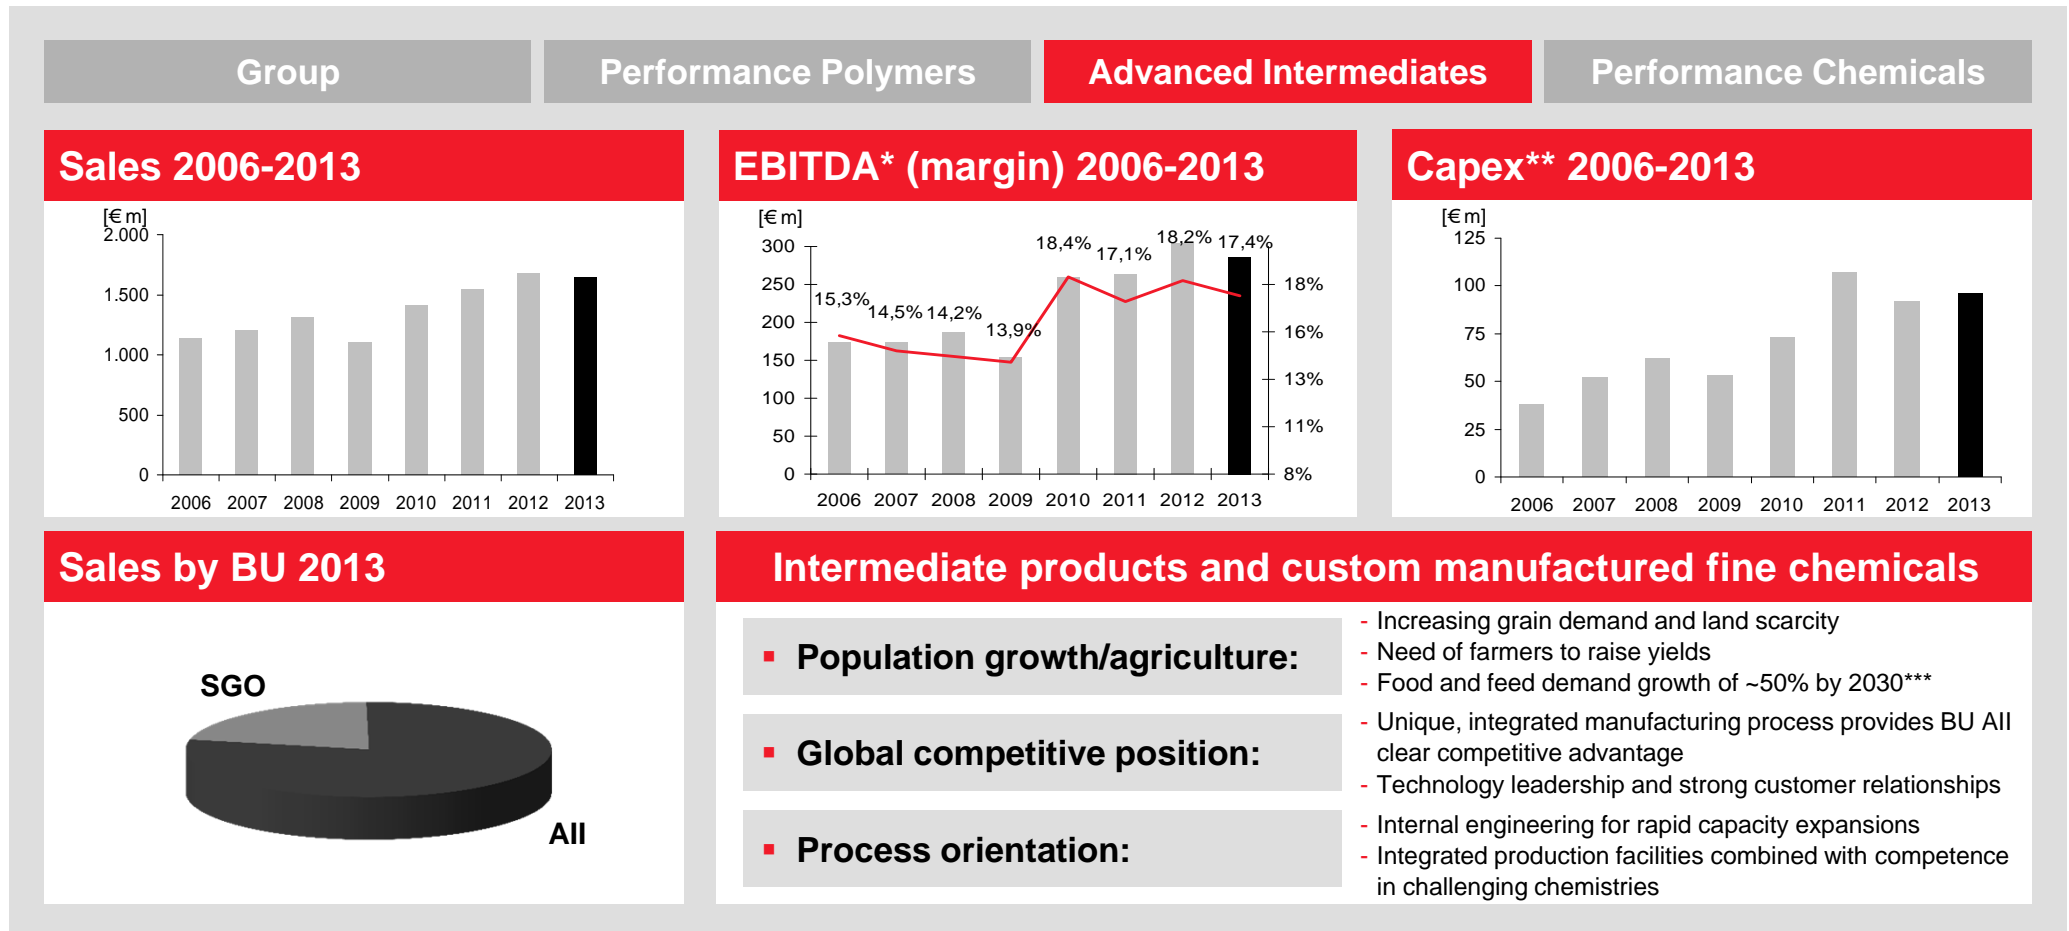 Group
Performance Polymers
Advanced Intermediates
Performance Chemicals
Sales 2006-2013
[€ m]
2.000
1.500
1.000
500
0
2006 2007 2008 2009 2010 2011 2012 2013
EBITDA* (margin) 2006-2013
[€ m]
300
250
200
150
100
50
0
15,3% 14,5% 14,2% 13,9% 18,4% 17,1% 18,2% 17,4%
18%
16%
13%
11%
8%
2006 2007 2008 2009 2010 2011 2012 2013
Capex** 2006-2013
[€ m]
125
100
75
50
25
0
2006 2007 2008 2009 2010 2011 2012 2013
Sales by BU 2013
SGO
AII
Intermediate products and custom manufactured fine chemicals
▪ Population growth/agriculture:
- Increasing grain demand and land scarcity
- Need of farmers to raise yields
- Food and feed demand growth of ~50% by 2030***
▪ Global competitive position:
- Unique, integrated manufacturing process provides BU AII
clear competitive advantage
- Technology leadership and strong customer relationships
▪ Process orientation:
- Internal engineering for rapid capacity expansions
- Integrated production facilities combined with competence
in challenging chemistries